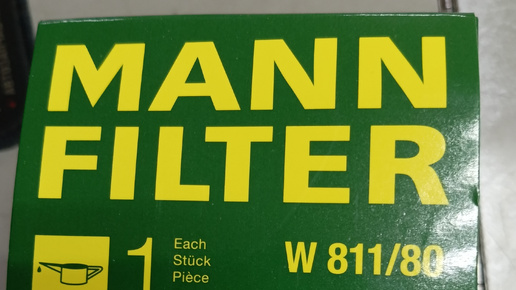 MANN
FILTER
1
Each
Stück
Pièce
W 811/80